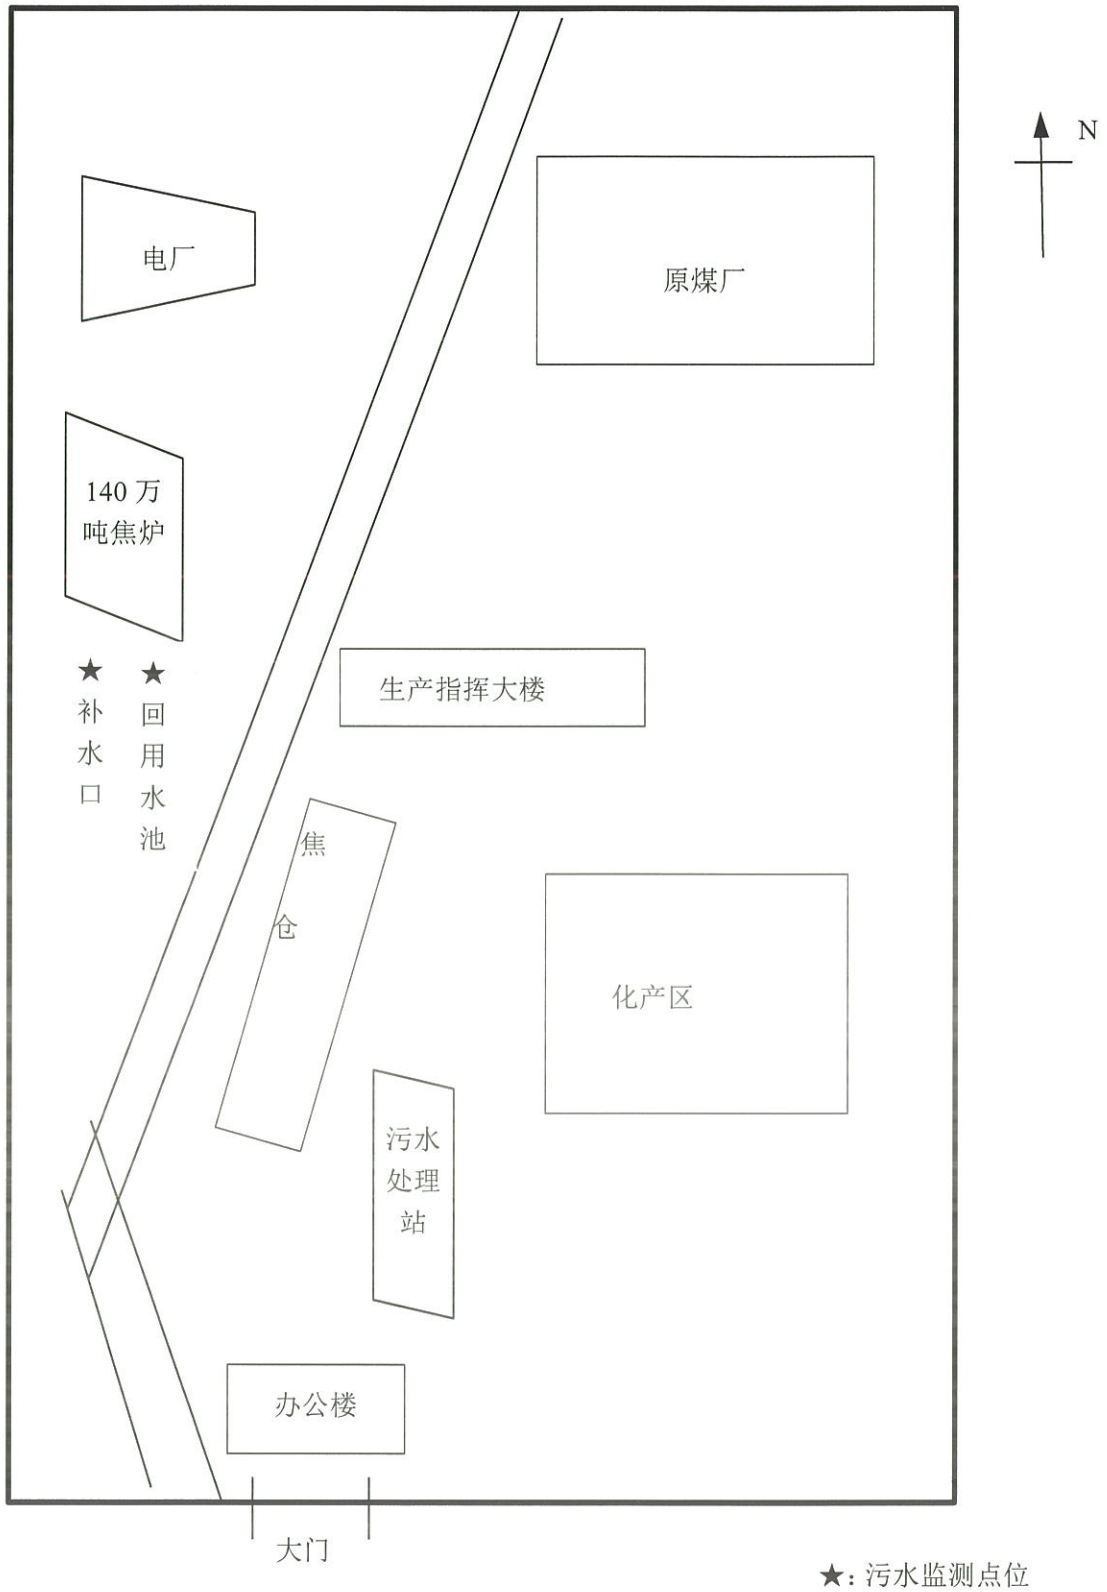 N
电厂
原煤厂
140 万
吨焦炉
★
补水口
★
回用水池
生产指挥大楼
焦仓
化产区
污水
处理
站
办公楼
大门
★: 污水监测点位